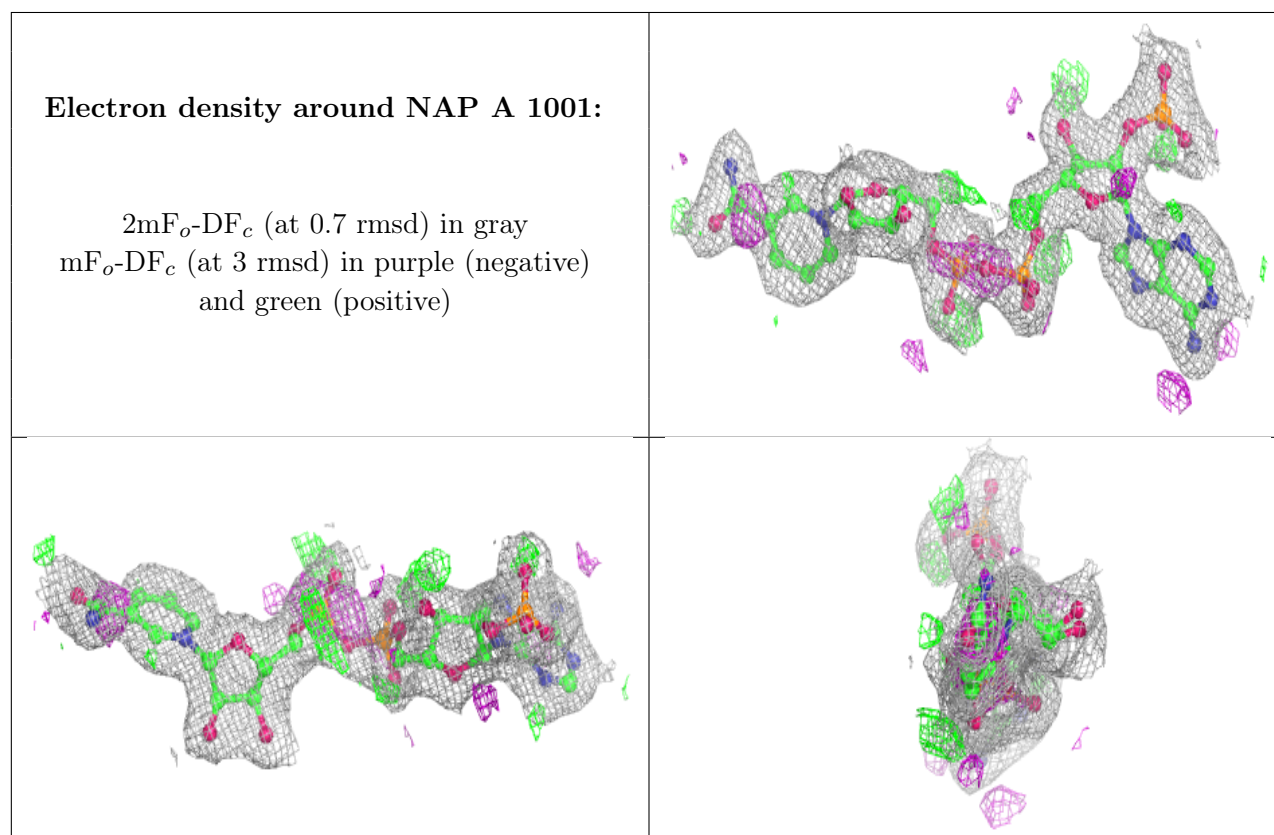 Electron density around NAP A 1001:
2mFo-DFc (at 0.7 rmsd) in gray
mFo-DFc (at 3 rmsd) in purple (negative)
and green (positive)